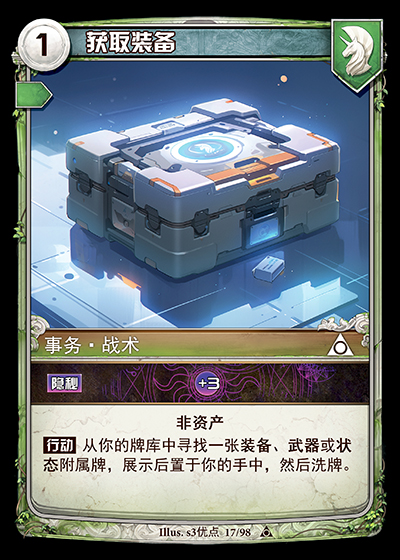 1
获取装备
事务·战术
隐秘 +3
非资产
行动 从你的牌库中寻找一张装备、武器或状
态附属牌，展示后置于你的手中，然后洗牌。
Illus. s3优点 17/98